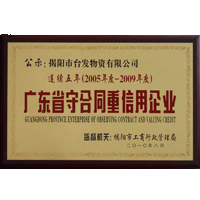 公示：揭阳市台发物资有限公司
连续五年(2005年度-2009年度)
广东省守合同重信用企业
GUANGDONG PROVINCE ENTERPRISE OF OBSERVING CONTRACT AND VALUING CREDIT
监督机关：揭阳市工商行政管理局
二〇一〇年八月